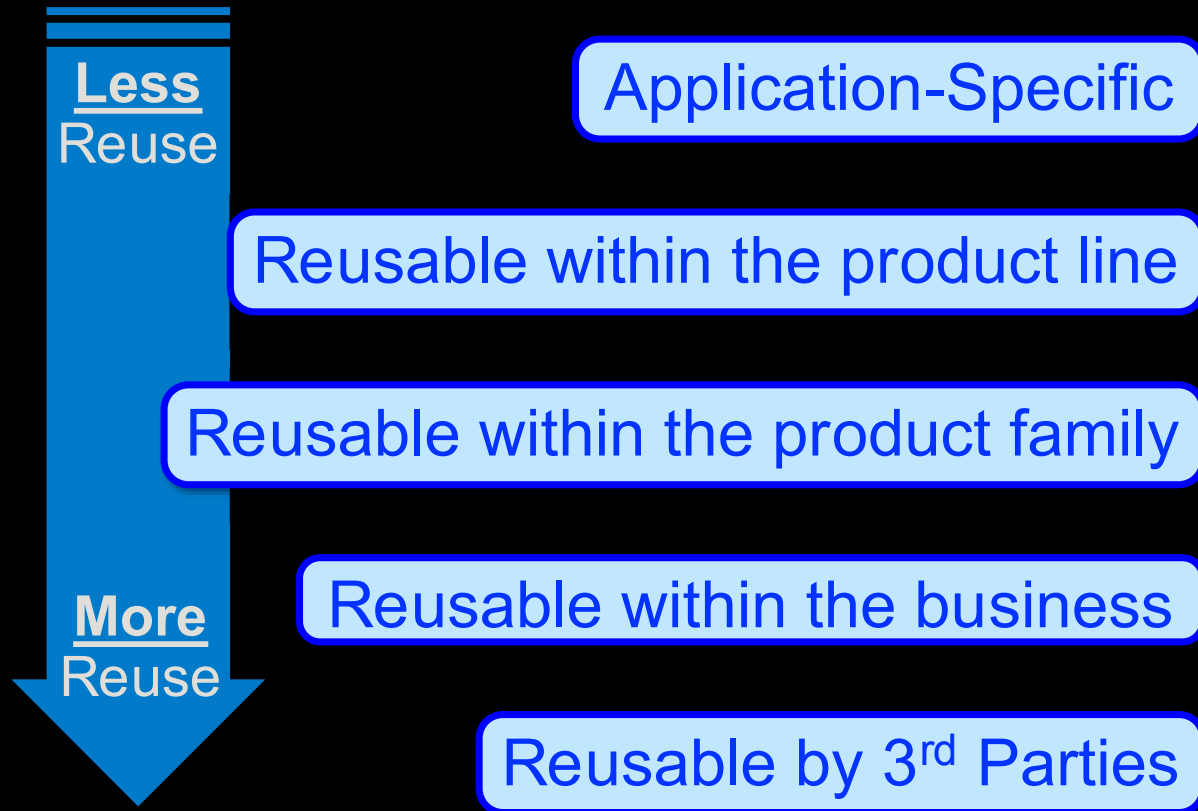 Less
Reuse
Application-Specific
Reusable within the product line
Reusable within the product family
Reusable within the business
More
Reuse
Reusable by 3rd Parties